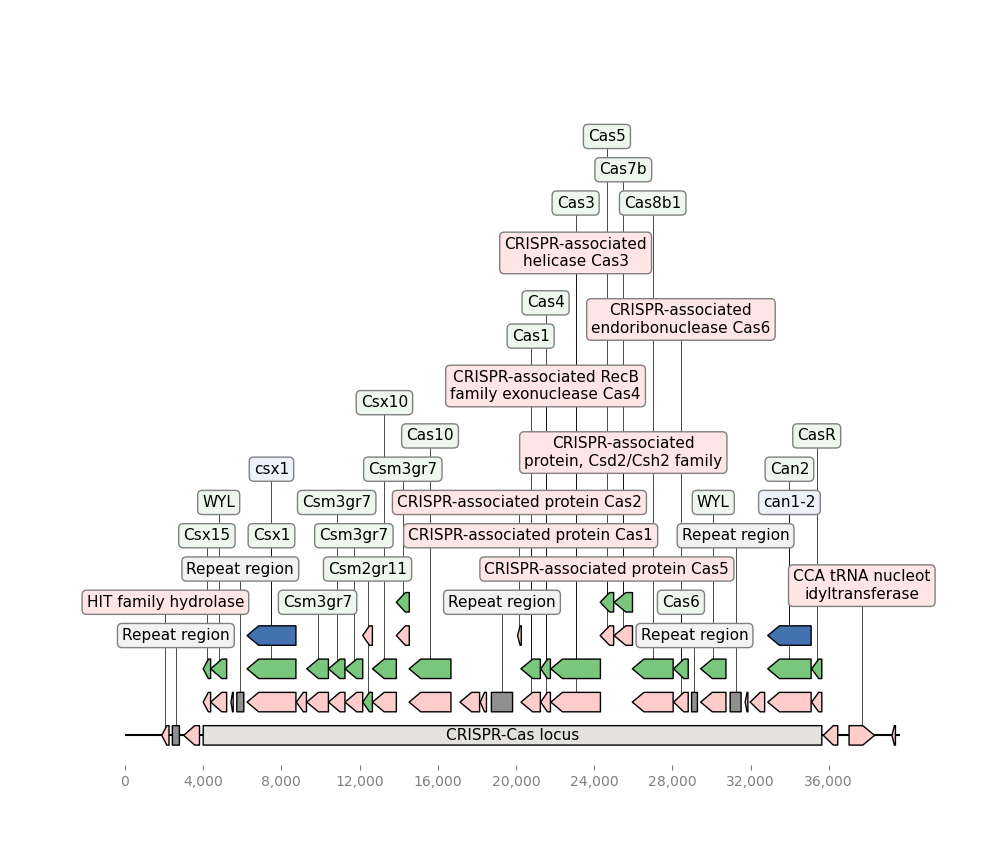 Cas5
Cas7b
Cas3
Cas8b1
CRISPR-associated
helicase Cas3
Cas4
CRISPR-associated
endoribonuclease Cas6
Cas1
CRISPR-associated RecB
family exonuclease Cas4
Csx10
Cas10
CasR
CRISPR-associated
protein, Csd2/Csh2 family
csx1
Csm3gr7
Can2
WYL
Csm3gr7
CRISPR-associated protein Cas2
WYL
can1-2
Csx15
Csx1
Csm3gr7
CRISPR-associated protein Cas1
Repeat region
Repeat region
Csm2gr11
CRISPR-associated protein Cas5
CCA tRNA nucleot
idyltransferase
HIT family hydrolase
Csm3gr7
Repeat region
Cas6
Repeat region
Repeat region
CRISPR-Cas locus
0
4,000
8,000
12,000
16,000
20,000
24,000
28,000
32,000
36,000